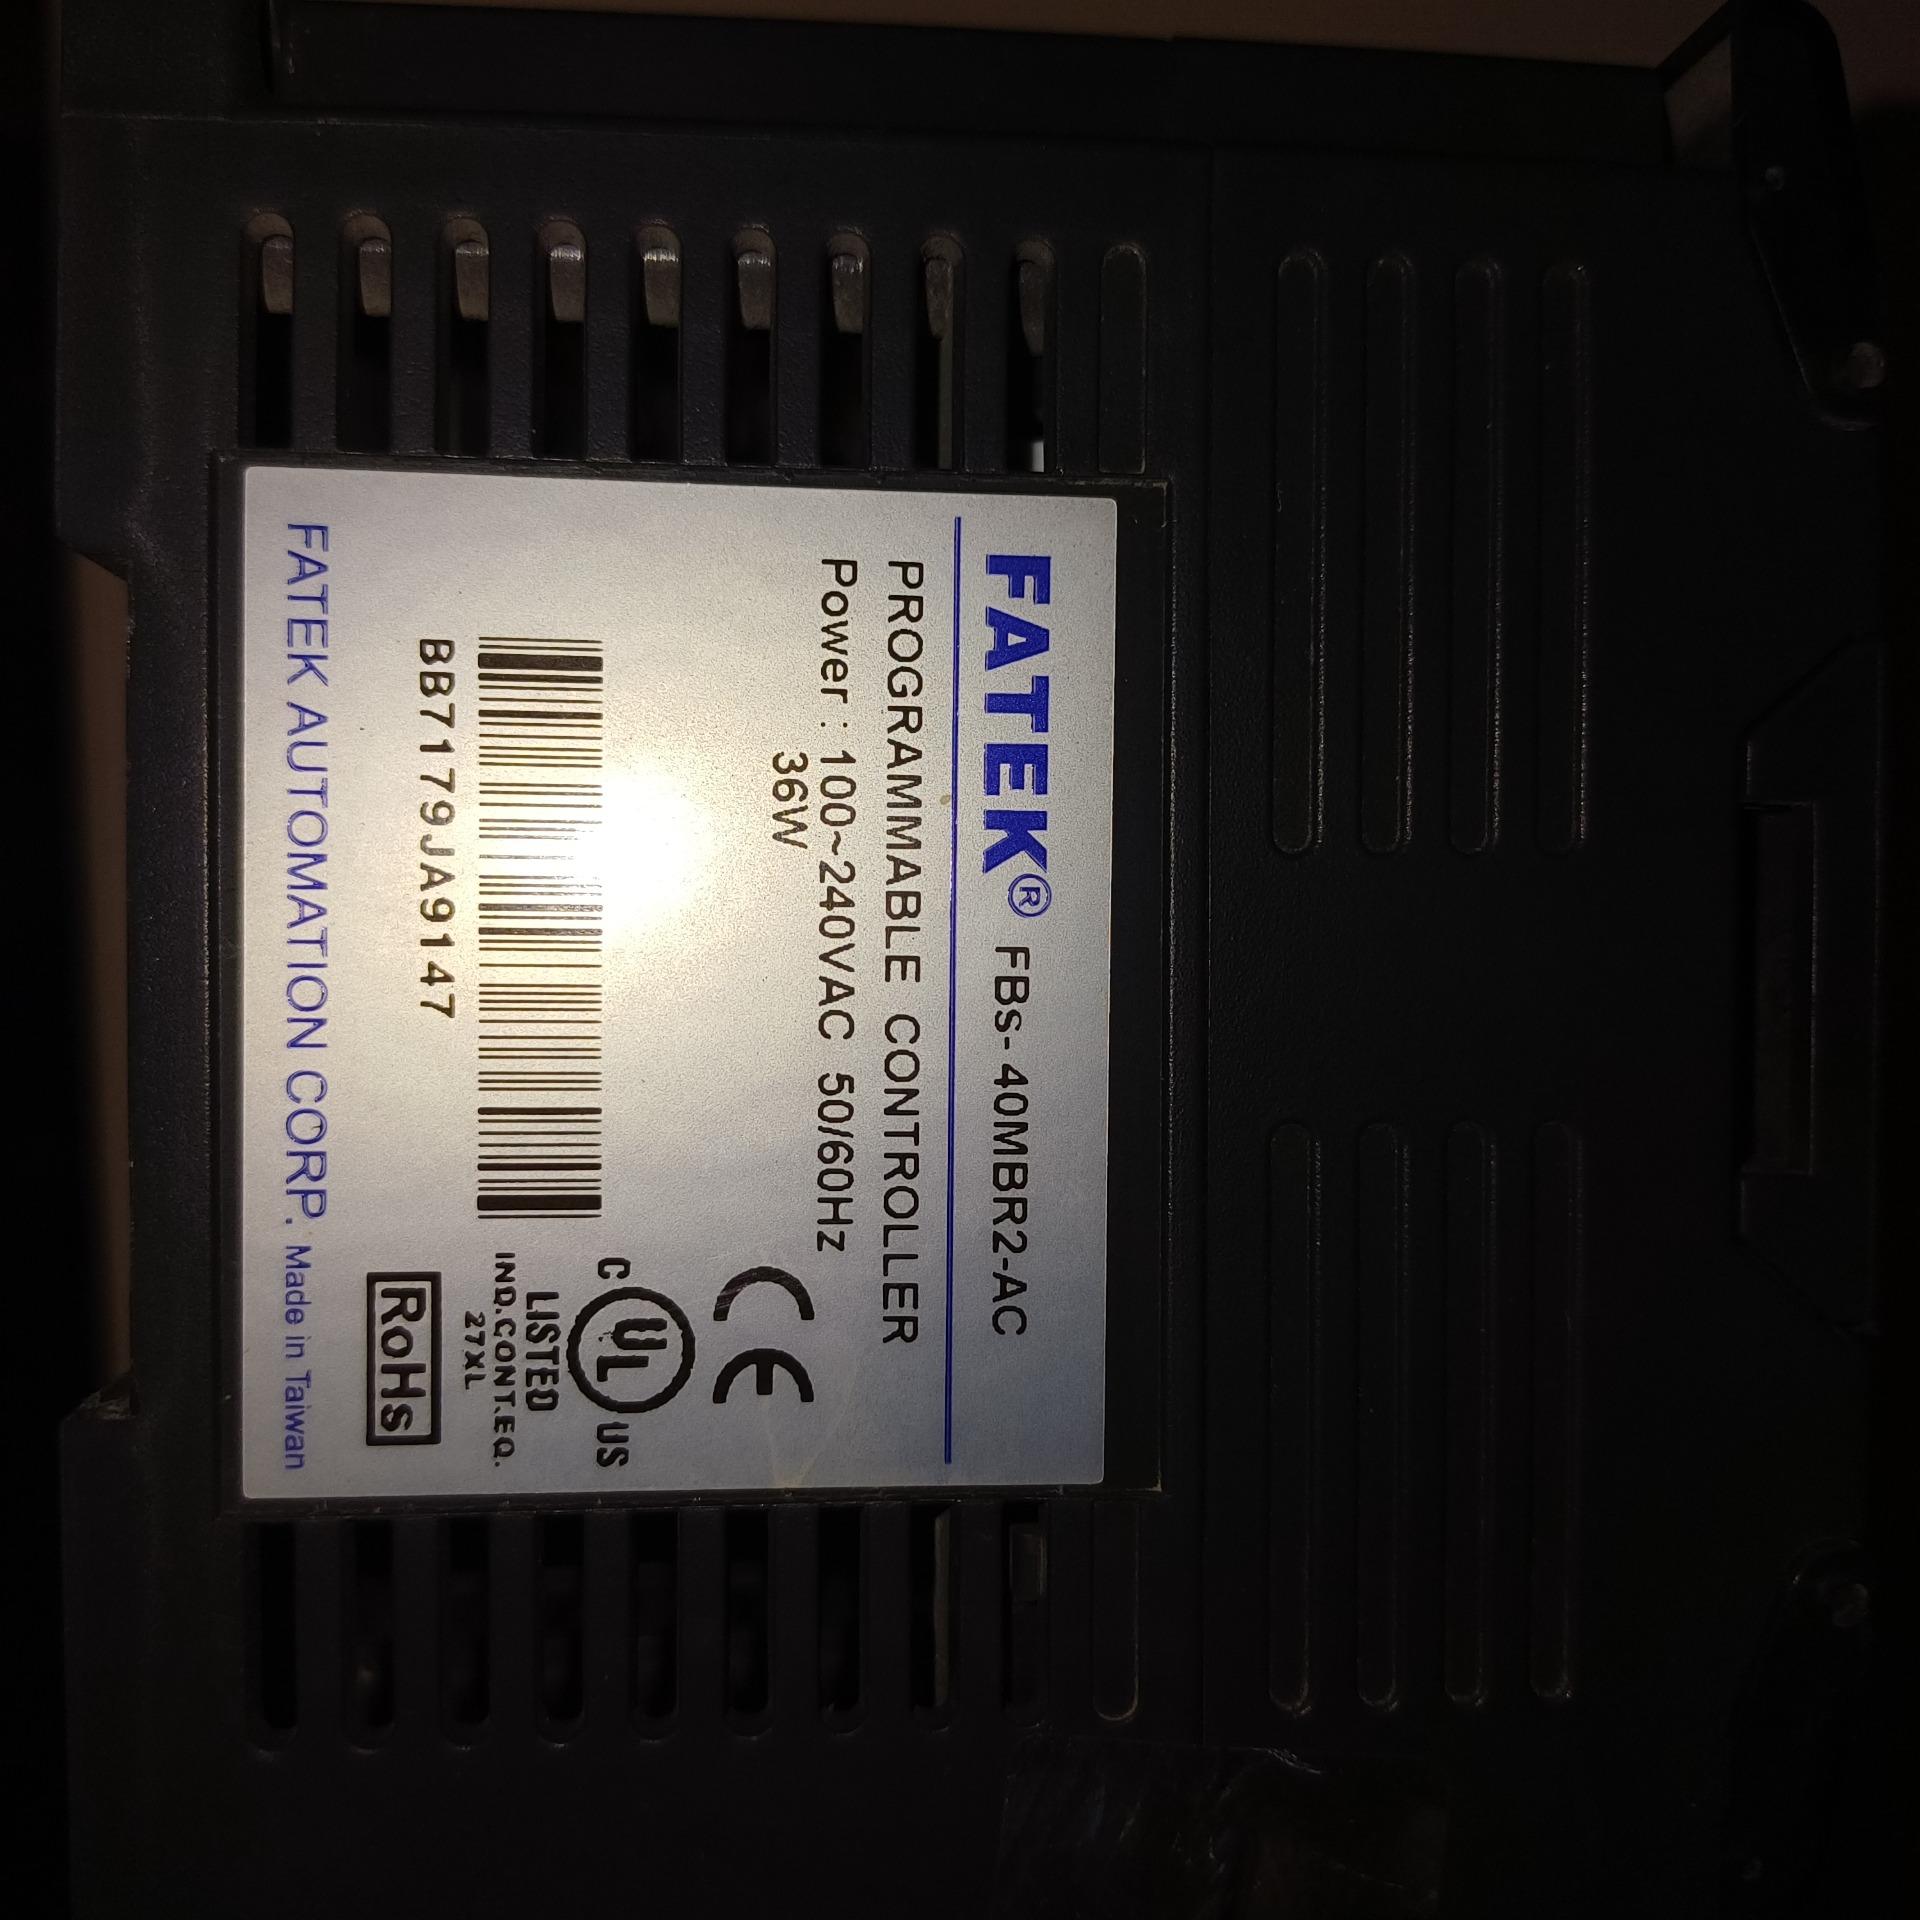 FATEK® FBs-40MBR2-AC
PROGRAMMABLE CONTROLLER
Power : 100~240VAC 50/60Hz
36W
CE
C UL US
LISTED
IND.CONT.EQ.
27XL
BB7179JA9147
RoHs
FATEK AUTOMATION CORP. Made in Taiwan